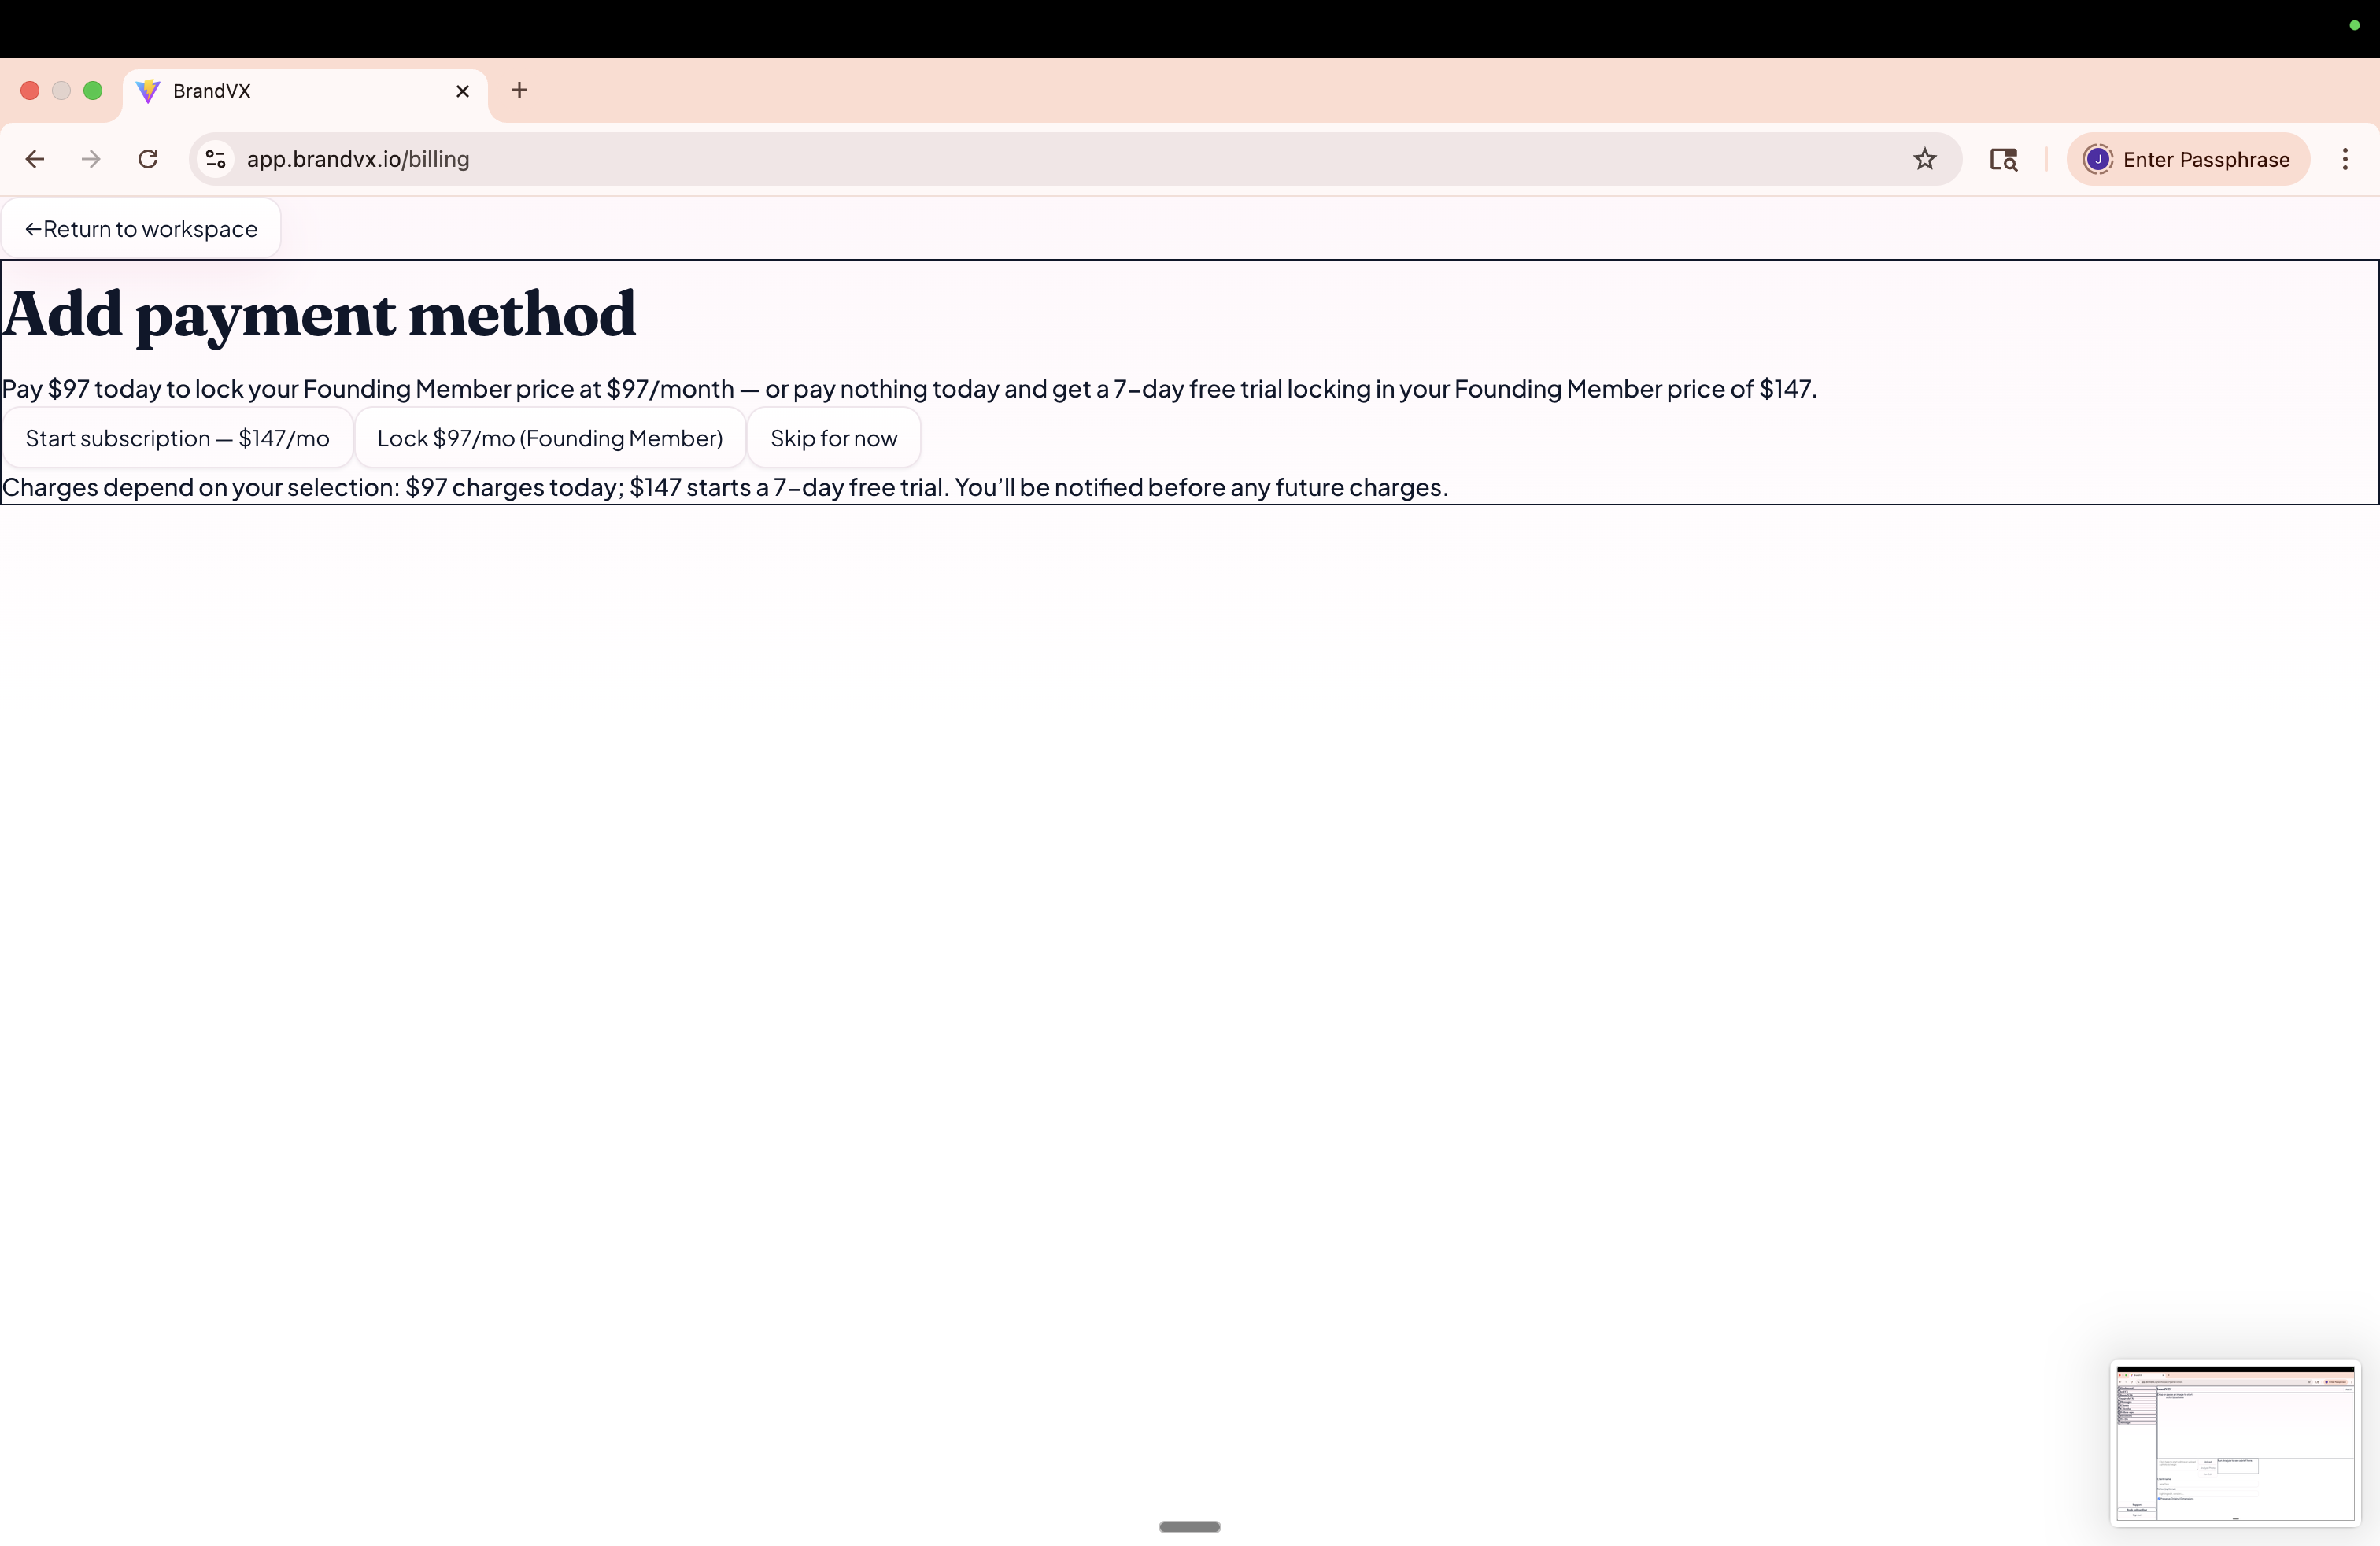 BrandVX
app.brandvx.io/billing
J
Enter Passphrase
←Return to workspace
Add payment method
Pay $97 today to lock your Founding Member price at $97/month — or pay nothing today and get a 7–day free trial locking in your Founding Member price of $147.
Start subscription — $147/mo
Lock $97/mo (Founding Member)
Skip for now
Charges depend on your selection: $97 charges today; $147 starts a 7–day free trial. You’ll be notified before any future charges.